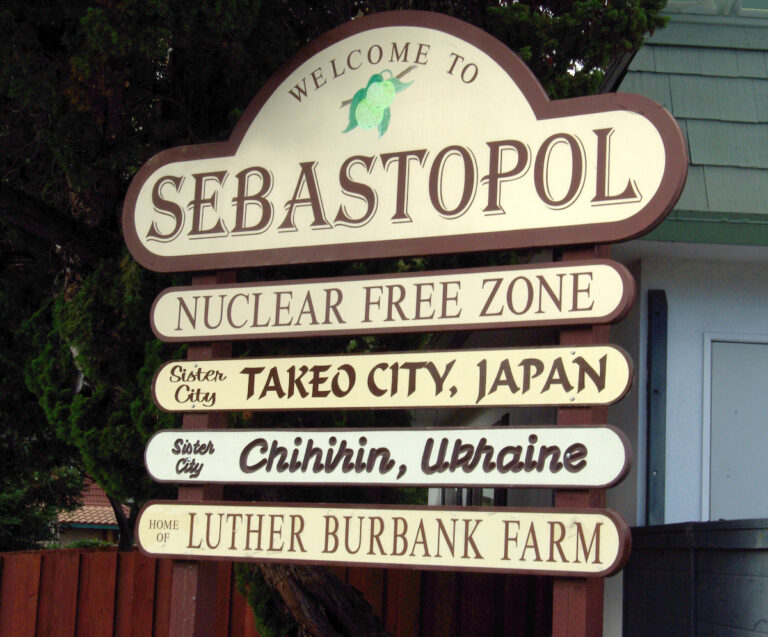 WELCOME TO
SEBASTOPOL
NUCLEAR FREE ZONE
Sister
City
TAKEO CITY, JAPAN
Sister
City
Chihirin, Ukraine
HOME
OF
LUTHER BURBANK FARM